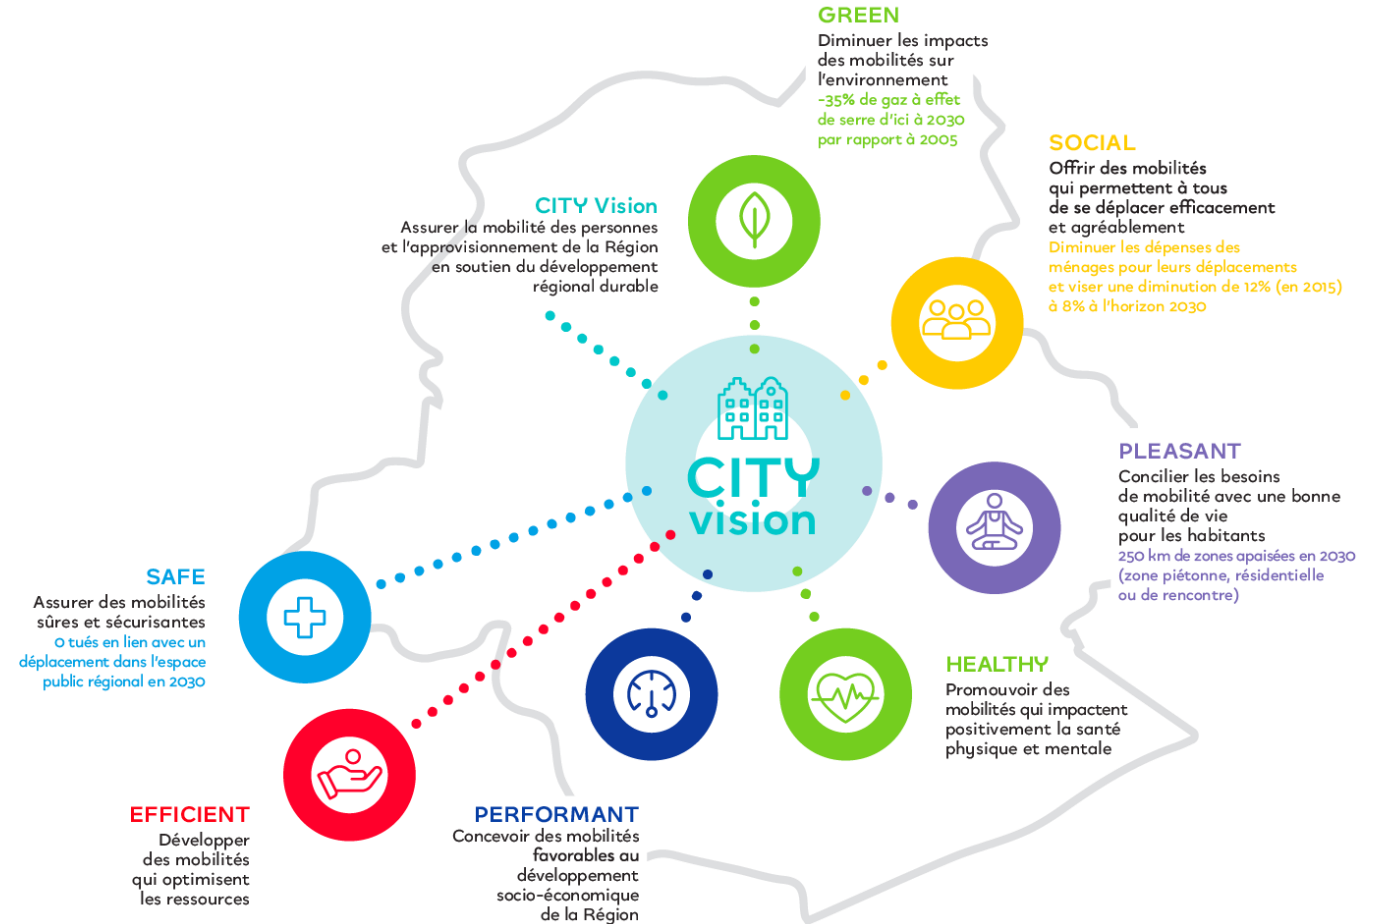 GREEN
Diminuer les impacts
des mobilités sur
l'environnement
-35% de gaz à effet
de serre d'ici à 2030
par rapport à 2005
SOCIAL
Offrir des mobilités
qui permettent à tous
de se déplacer efficacement
et agréablement
Diminuer les dépenses des
ménages pour leurs déplacements
et viser une diminution de 12% (en 2015)
à 8% à l'horizon 2030
CITY Vision
Assurer la mobilité des personnes
et l'approvisionnement de la Région
en soutien du développement
régional durable
CITY
vision
PLEASANT
Concilier les besoins
de mobilité avec une bonne
qualité de vie
pour les habitants
250 km de zones apaisées en 2030
(zone piétonne, résidentielle
ou de rencontre)
SAFE
Assurer des mobilités
sûres et sécurisantes
0 tués en lien avec un
déplacement dans l'espace
public régional en 2030
HEALTHY
Promouvoir des
mobilités qui impactent
positivement la santé
physique et mentale
EFFICIENT
Développer
des mobilités
qui optimisent
les ressources
PERFORMANT
Concevoir des mobilités
favorables au
développement
socio-économique
de la Région